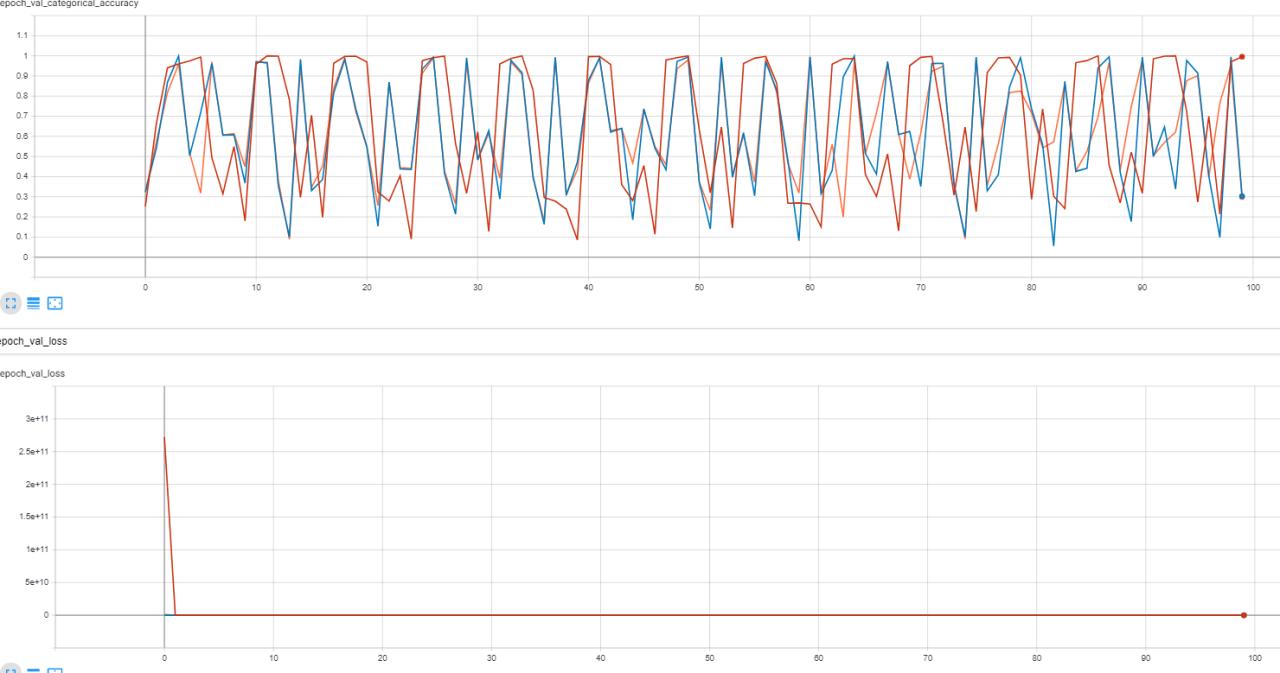 epoch_val_categorical_accuracy
1.1
1
0.9
0.8
0.7
0.6
0.5
0.4
0.3
0.2
0.1
0
0 10 20 30 40 50 60 70 80 90 100
epoch_val_loss
epoch_val_loss
3e+11
2.5e+11
2e+11
1.5e+11
1e+11
5e+10
0
0 10 20 30 40 50 60 70 80 90 100